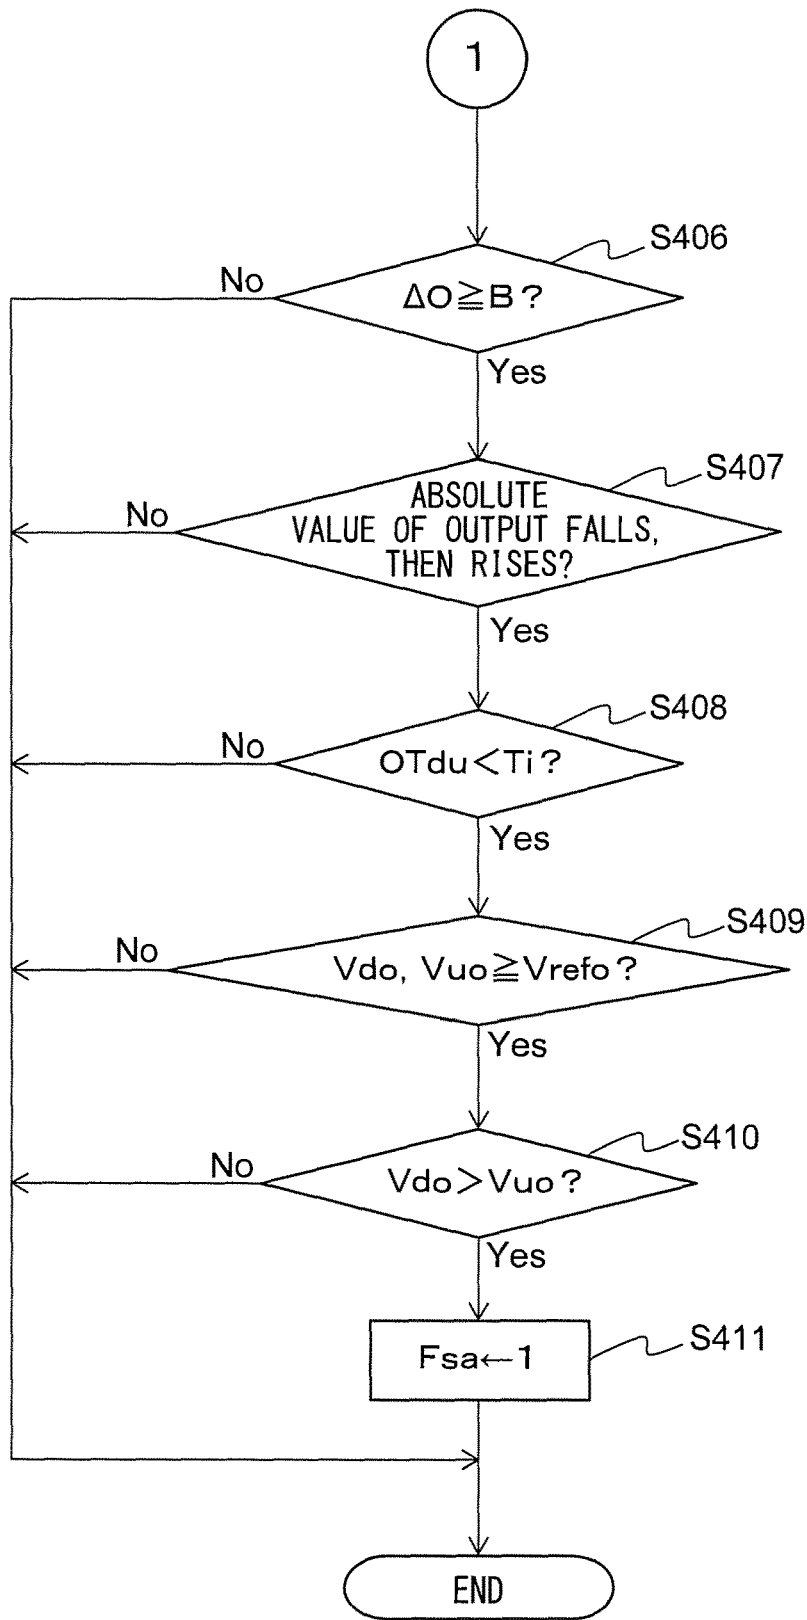 1
S406
No
ΔO≧B?
Yes
S407
No
ABSOLUTE
VALUE OF OUTPUT FALLS,
THEN RISES?
Yes
S408
No
OTdu<Ti?
Yes
S409
No
Vdo, Vuo≧Vrefo?
Yes
S410
No
Vdo>Vuo?
Yes
S411
Fsa←1
END